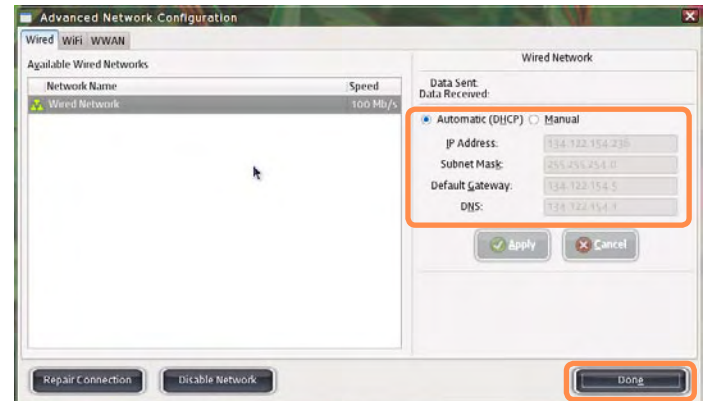 Advanced Network Configuration
Wired WiFi WWAN
Available Wired Networks
Network Name Speed
Wired Network 100 Mb/s
Wired Network
Data Sent:
Data Received:
Automatic (DHCP) Manual
IP Address: 134.122.154.236
Subnet Mask: 255.255.254.0
Default Gateway: 134.122.154.5
DNS:
Apply Cancel
Repair Connection Disable Network Done